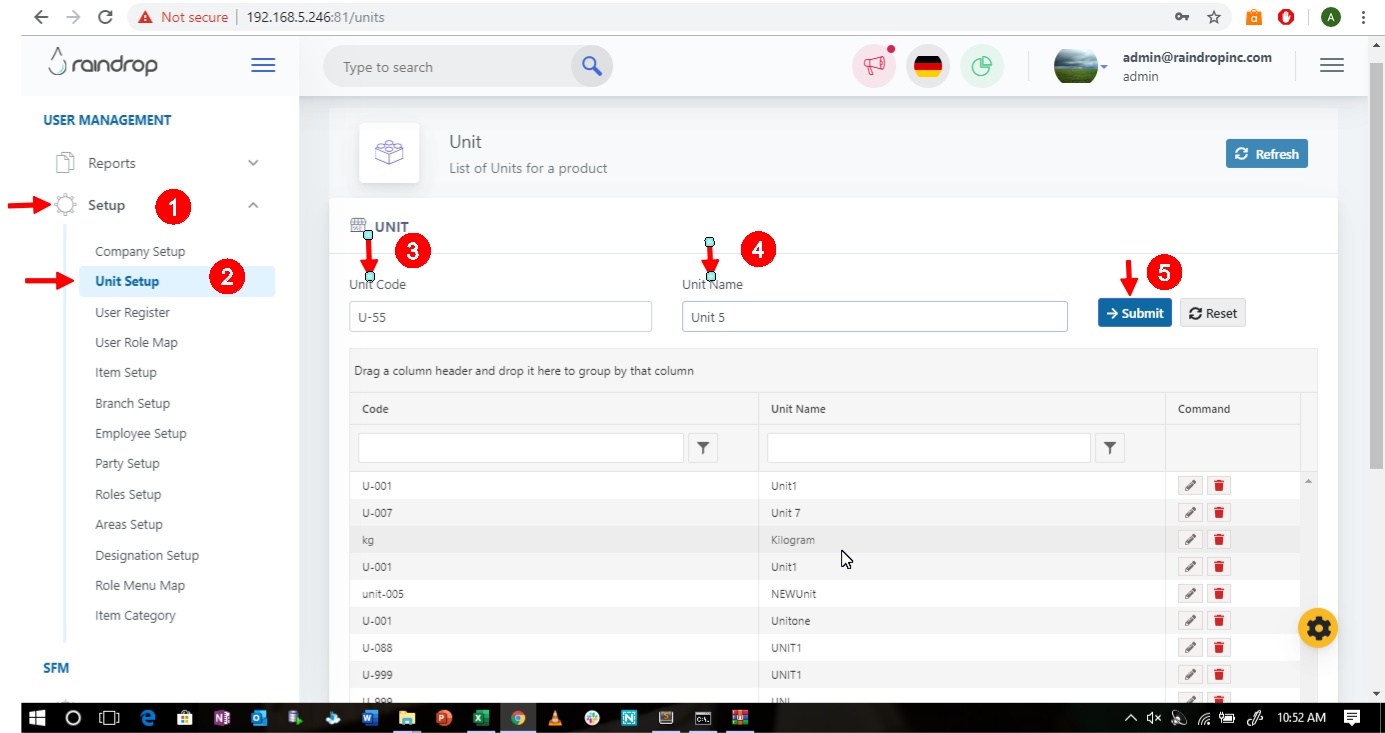 Not secure | 192.168.5.246:81/units
A
raindrop
Type to search
admin@raindropinc.com
admin
USER MANAGEMENT
Reports
Setup
1
Company Setup
Unit Setup
2
User Register
User Role Map
Item Setup
Branch Setup
Employee Setup
Party Setup
Roles Setup
Areas Setup
Designation Setup
Role Menu Map
Item Category
SFM
Unit
List of Units for a product
Refresh
UNIT
3
4
5
Unit Code
Unit Name
U-55
Unit 5
Submit
Reset
Drag a column header and drop it here to group by that column
Code Unit Name Command
U-001 Unit1
U-007 Unit 7
kg Kilogram
U-001 Unit1
unit-005 NEWUnit
U-001 Unitone
U-088 UNIT1
U-999 UNIT1
U-999 UNI
10:52 AM